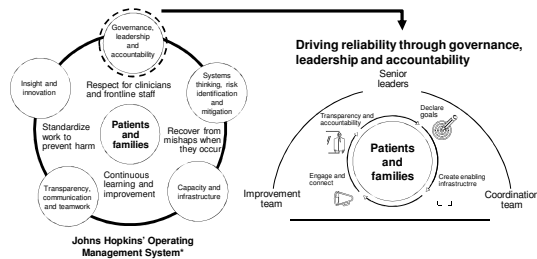 Governance,
leadership
and
accountability
Insight and
innovation
Respect for clinicians
and frontline staff
Systems
thinking, risk
identification
and
mitigation
Standardize
work to
prevent harm
Patients
and
families
Recover from
mishaps when
they occur
Continuous
learning and
improvement
Transparency,
communication
and teamwork
Capacity and
infrastructure
Johns Hopkins' Operating
Management System*
Driving reliability through governance,
leadership and accountability
Senior
leaders
Transparency and
accountability
Declare
goals
Patients
and
families
Engage and
connect
Create enabling
infrastructrre
Improvement
team
Coordination
team